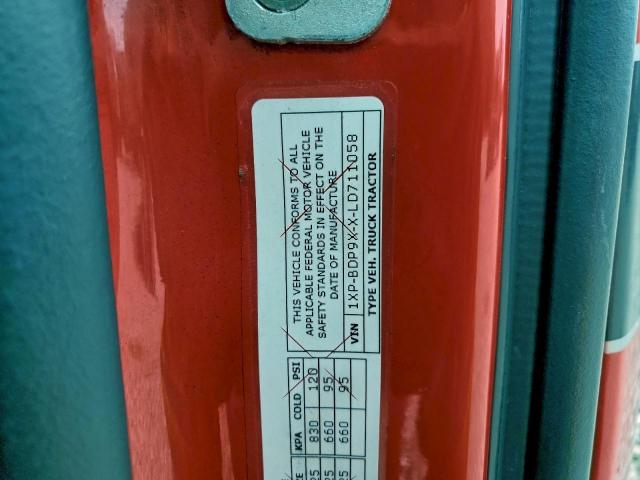 THIS VEHICLE CONFORMS TO ALL
APPLICABLE FEDERAL MOTOR VEHICLE
SAFETY STANDARDS IN EFFECT ON THE
DATE OF MANUFACTURE
VIN 1XP-BDP9X-X-LD711058
TYPE VEH. TRUCK TRACTOR
KPA COLD PSI
830 120
660 95
660 95